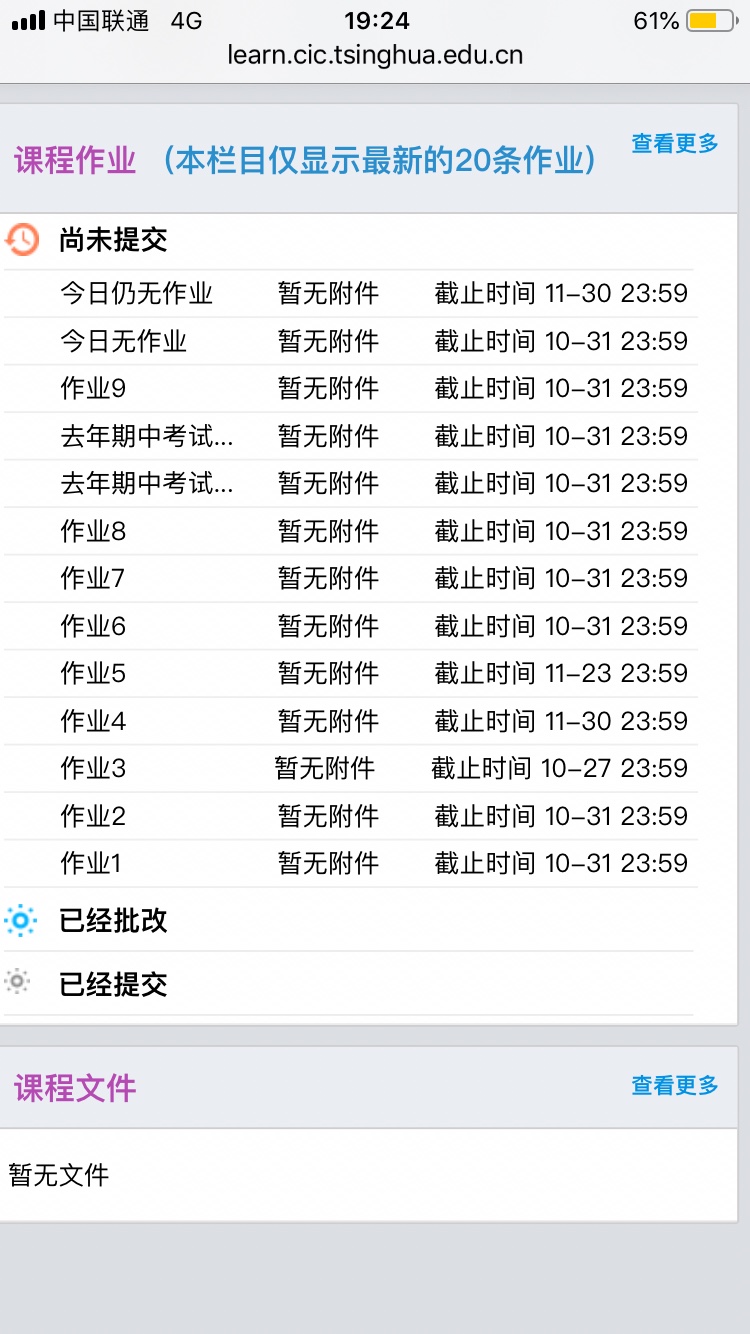 中国联通 4G 19:24 61%
learn.cic.tsinghua.edu.cn
课程作业 (本栏目仅显示最新的20条作业) 查看更多
尚未提交
今日仍无作业 暂无附件 截止时间 11-30 23:59
今日无作业 暂无附件 截止时间 10-31 23:59
作业9 暂无附件 截止时间 10-31 23:59
去年期中考试... 暂无附件 截止时间 10-31 23:59
去年期中考试... 暂无附件 截止时间 10-31 23:59
作业8 暂无附件 截止时间 10-31 23:59
作业7 暂无附件 截止时间 10-31 23:59
作业6 暂无附件 截止时间 10-31 23:59
作业5 暂无附件 截止时间 11-23 23:59
作业4 暂无附件 截止时间 11-30 23:59
作业3 暂无附件 截止时间 10-27 23:59
作业2 暂无附件 截止时间 10-31 23:59
作业1 暂无附件 截止时间 10-31 23:59
已经批改
已经提交
课程文件 查看更多
暂无文件